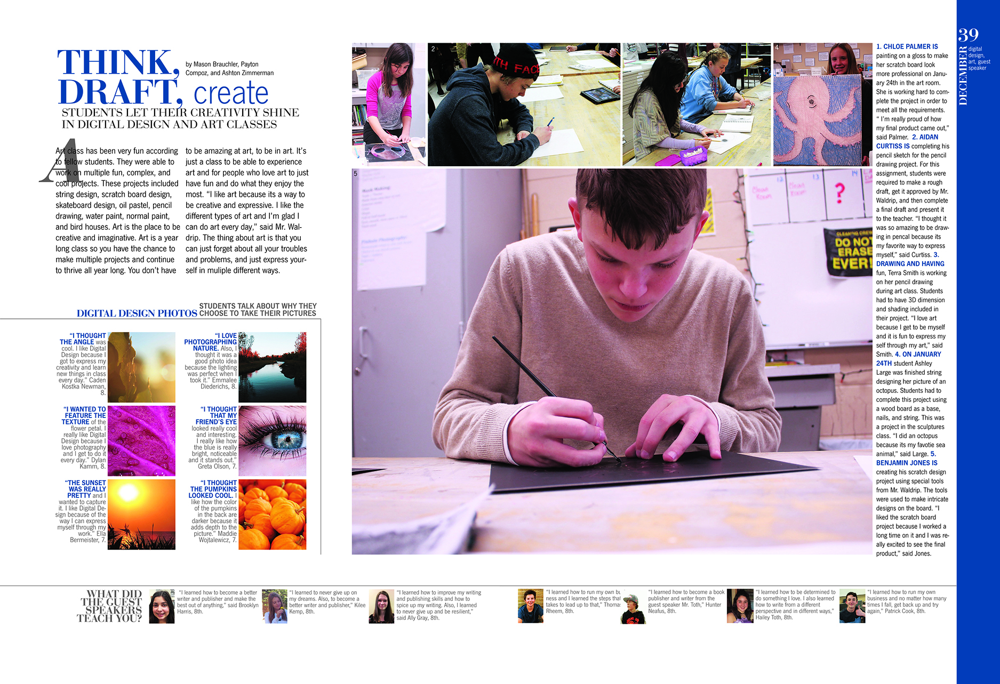 THINK,
DRAFT, create
by Mason Brauchler, Payton
Compoz, and Ashton Zimmerman
STUDENTS LET THEIR CREATIVITY SHINE
IN DIGITAL DESIGN AND ART CLASSES
A
Art class has been very fun according
to fellow students. They were able to
work on multiple fun, complex, and
cool projects. These projects included
string design, scratch board design,
skateboard design, oil pastel, pencil
drawing, water paint, normal paint,
and bird houses. Art is the place to be
creative and imaginative. Art is a year
long class so you have the chance to
make multiple projects and continue
to thrive all year long. You don't have
to be amazing at art, to be in art. It's
just a class to be able to experience
art and for people who love art to just
have fun and do what they enjoy the
most. “I like art because its a way to
be creative and expressive. I like the
different types of art and I'm glad I
can do art every day,” said Mr. Wal-
drip. The thing about art is that you
can just forget about all your troubles
and problems, and just express your-
self in muliple different ways.
DIGITAL DESIGN PHOTOS
STUDENTS TALK ABOUT WHY THEY
CHOOSE TO TAKE THEIR PICTURES
“I THOUGHT
THE ANGLE was
cool. I like Digital
Design because I
got to express my
creativity and learn
new things in class
every day.” Caden
Kostka Newman,
8.
“I LOVE
PHOTOGRAPHING
NATURE. Also, I
thought it was a
good photo idea
because the lighting
was perfect when I
took it.” Emmalee
Diederichs, 8.
“I WANTED TO
FEATURE THE
TEXTURE of the
flower petal. I
really like Digital
Design because I
love photography
and I get to do it
every day.” Dylan
Kamm, 8.
“I THOUGHT
THAT MY
FRIEND'S EYE
looked really cool
and interesting.
I really like how
the blue is really
bright, noticeable
and it stands out.”
Greta Olson, 7.
“THE SUNSET
WAS REALLY
PRETTY and I
wanted to capture
it. I like Digital De-
sign because of the
way I can express
myself through my
work.” Ella
Bermeister, 7.
“I THOUGHT
THE PUMPKINS
LOOKED COOL. I
like how the color
of the pumpkins
in the back are
darker because it
adds depth to the
picture.” Maddie
Wojtalewicz, 7.
1
2
WITH FACE
4
5
12
13
14
Clean
Room
Clean
Room
?
CLEANING CREW
DO NOT
ERASE
EVER!
1. CHLOE PALMER IS
painting on a gloss to make
her scratch board look
more professional on Janu-
ary 24th in the art room.
She is working hard to com-
plete the project in order to
meet all the requirements.
“ I'm really proud of how
my final product came out,”
said Palmer. 2. AIDAN
CURTISS IS completing his
pencil sketch for the pencil
drawing project. For this
assignment, students were
required to make a rough
draft, get it approved by Mr.
Waldrip, and then complete
a final draft and present it
to the teacher. “I thought it
was so amazing to be draw-
ing in pencal because its
my favorite way to express
myself,” said Curtiss. 3.
DRAWING AND HAVING
fun, Terra Smith is working
on her pencil drawing
during art class. Students
had to have 3D dimension
and shading included in
their project. “I love art
because I get to be myself
and it is fun to express my
self through my art,” said
Smith. 4. ON JANUARY
24TH student Ashley
Large was finished string
designing her picture of an
octopus. Students had to
complete this project using
a wood board as a base,
nails, and string. This was
a project in the sculptures
class. “I did an octopus
because its my favotie sea
animal,” said Large. 5.
BENJAMIN JONES IS
creating his scratch design
project using special tools
from Mr. Waldrip. The tools
were used to make intricate
designs on the board. “I
liked the scratch board
project because I worked a
long time on it and I was re-
ally excited to see the final
product,” said Jones.
39
DECEMBER
digital
design,
art, guest
speaker
WHAT DID
THE GUEST
SPEAKERS
TEACH YOU?
“I learned how to become a better
writer and publisher and make the
best out of anything,” said Brooklyn
Harris, 8th.
“I learned to never give up on
my dreams. Also, to become a
better writer and publisher,” Kilee
Kemp, 8th.
“I learned how to improve my writing
and publishing skills and how to
spice up my writing. Also, I learned
to never give up and be resilient,”
said Ally Gray, 8th.
“I learned how to run my own bu
ness and I learned the steps that
takes to lead up to that,” Thomas
Rheem, 8th.
“I learned how to become a book
publisher and writer from the
guest speaker Mr. Toth,” Hunter
Neafus, 8th.
“I learned how to be determined to
do something I love. I also learned
how to write from a different
perspective and in different ways,”
Hailey Toth, 8th.
“I learned how to run my own
business and no matter how many
times I fall, get back up and try
again,” Patrick Cook, 8th.